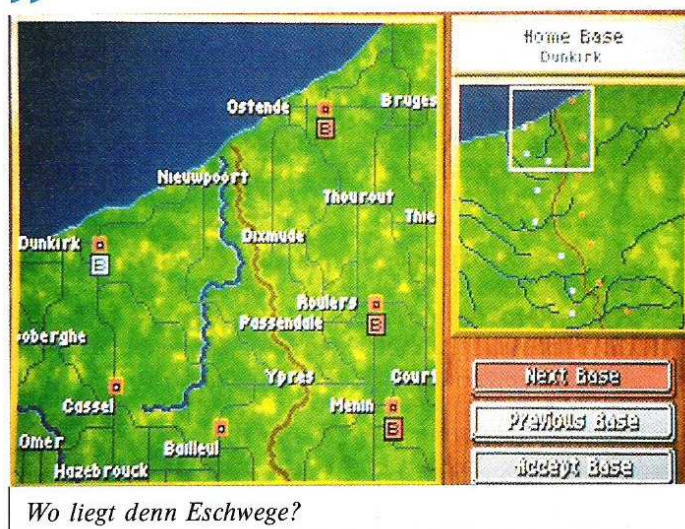 Home Base
Dunkirk
Ostende
Bruges
B
Nieuwpoort
Thourout
Thie
Dunkirk
Dixmude
B
Roulers
Passendale
B
oberghe
Ypres
Court
Cassel
Menin
B
Omer
Bailleul
Hazebrouck
Next Base
Previous Base
Accept Base
Wo liegt denn Eschwege?